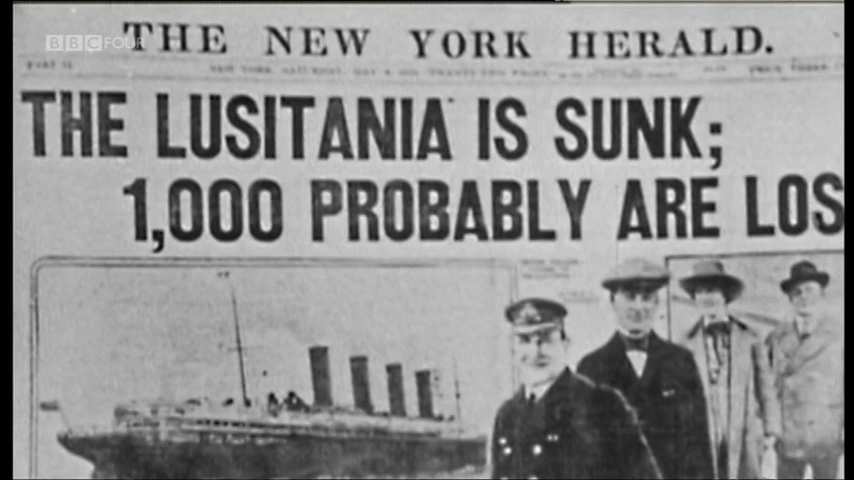 BBC FOUR
THE NEW YORK HERALD.
THE LUSITANIA IS SUNK;
1,000 PROBABLY ARE LOS